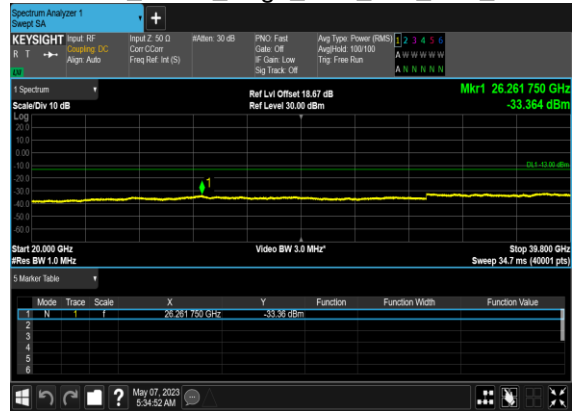 Spectrum Analyzer 1
Swept SA
+
KEYSIGHT
R T
Input: RF
Coupling: DC
Align: Auto
Input Z: 50 Ω
Corr CCorr
Freq Ref: Int (S)
#Atten: 30 dB
PNO: Fast
Gate: Off
IF Gain: Low
Sig Track: Off
Avg Type: Power (RMS)
Avg|Hold: 100/100
Trig: Free Run
1 2 3 4 5 6
A W W W W W
A N N N N N
1 Spectrum
Scale/Div 10 dB
Ref Lvl Offset 18.67 dB
Ref Level 30.00 dBm
Mkr1 26.261 750 GHz
-33.364 dBm
Log
20.0
10.0
0.00
-10.0
-20.0
-30.0
-40.0
-50.0
-60.0
1
DL1 -13.00 dBm
Start 20.000 GHz
#Res BW 1.0 MHz
Video BW 3.0 MHz*
Stop 39.800 GHz
Sweep 34.7 ms (40001 pts)
5 Marker Table
Mode Trace Scale X Y Function Function Width Function Value
1 N 1 f 26.261 750 GHz -33.36 dBm
2
3
4
5
6
?
May 07, 2023
5:34:52 AM